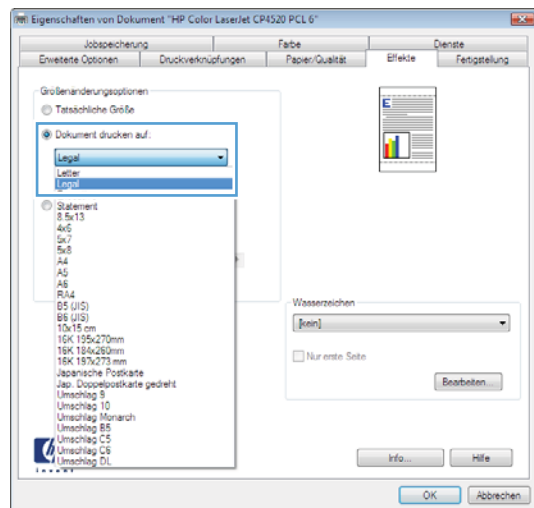 Eigenschaften von Dokument "HP Color LaserJet CP4520 PCL 6"
Jobspeicherung
Farbe
Dienste
Erweiterte Optionen
Druckverknüpfungen
Papier/Qualität
Effekte
Fertigstellung
Größenänderungsoptionen
Tatsächliche Größe
Dokument drucken auf:
Legal
Letter
Legal
Statement
8.5x13
4x6
5x7
5x8
A4
A5
A6
RA4
B5 (JIS)
B6 (JIS)
10x15 cm
16K 195x270mm
16K 184x260mm
16K 197x273 mm
Japanische Postkarte
Jap. Doppelpostkarte gedreht
Umschlag 9
Umschlag 10
Umschlag Monarch
Umschlag B5
Umschlag C5
Umschlag C6
Umschlag DL
E
Wasserzeichen
[kein]
Nur erste Seite
Bearbeiten...
Info...
Hilfe
OK
Abbrechen